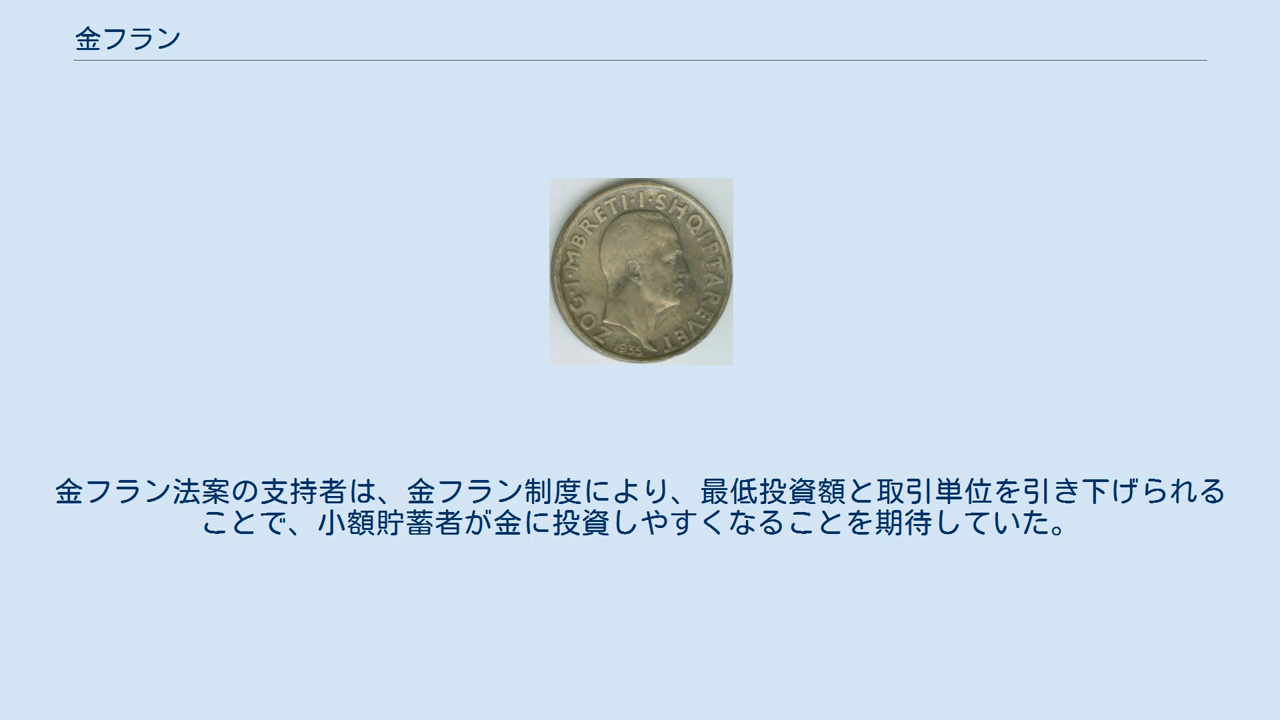 金フラン
ZOG·I·MBRETI·I·SHQIPTAREVET
1935
金フラン法案の支持者は、金フラン制度により、最低投資額と取引単位を引き下げられる
ことで、小額貯蓄者が金に投資しやすくなることを期待していた。